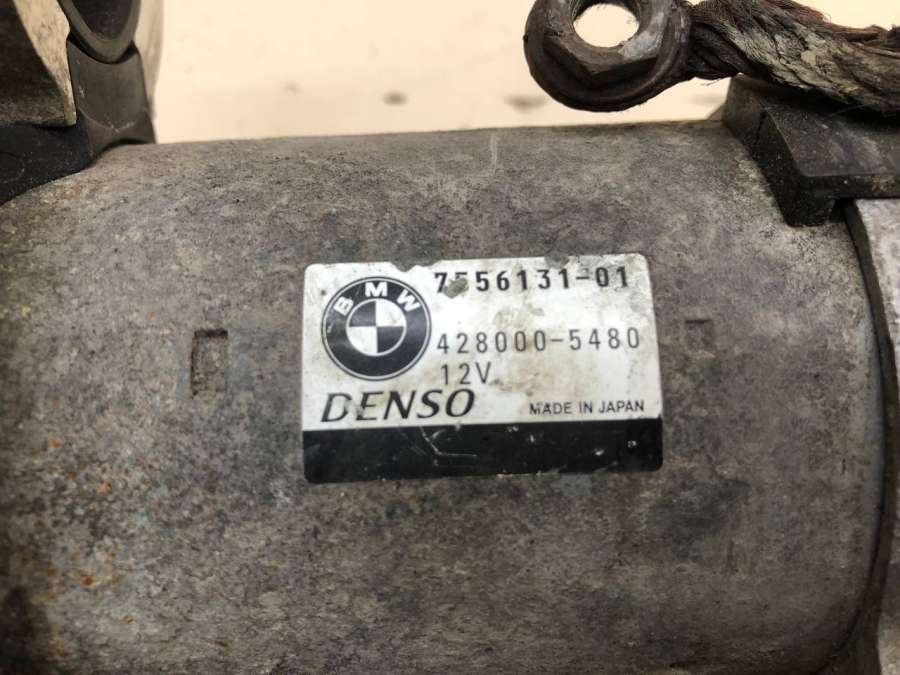 BMW
7556131-01
428000-5480
12V
DENSO
MADE IN JAPAN